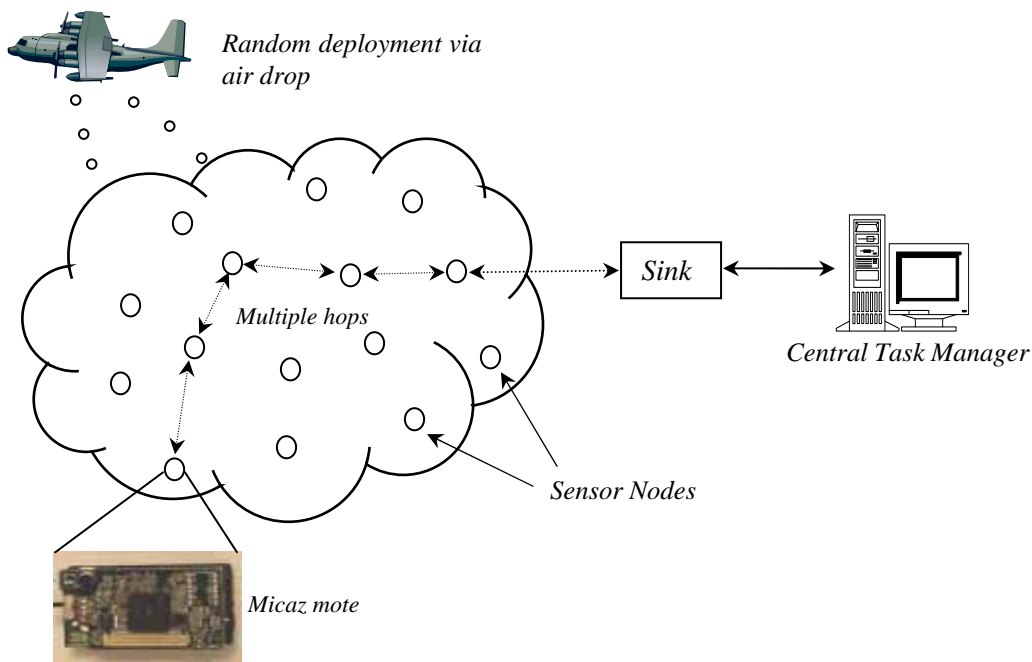 Random deployment via
air drop
Sink
Multiple hops
Central Task Manager
Sensor Nodes
Micaz mote